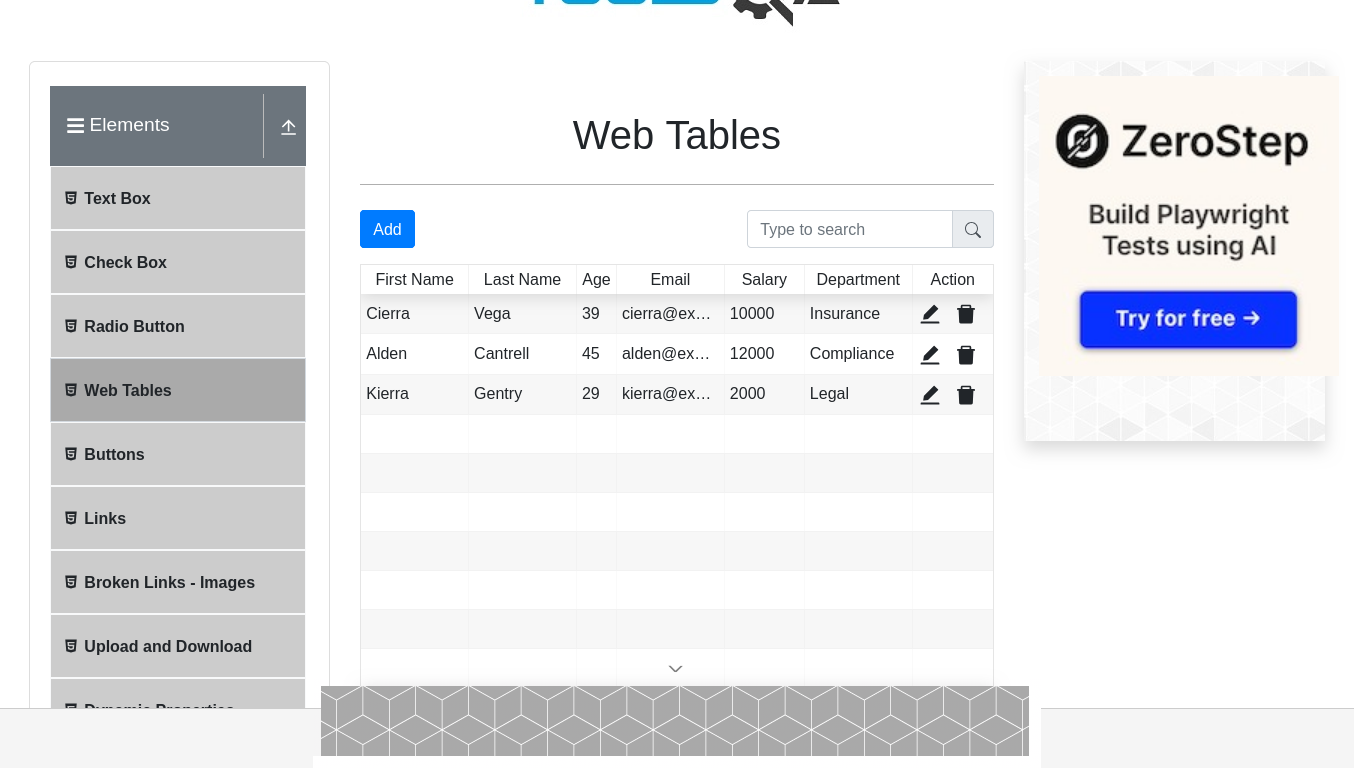 Elements
Text Box
Check Box
Radio Button
Web Tables
Buttons
Links
Broken Links - Images
Upload and Download
Dynamic Properties
Web Tables
Add
Type to search
First Name Last Name Age Email Salary Department Action
Cierra Vega 39 cierra@ex... 10000 Insurance
Alden Cantrell 45 alden@ex... 12000 Compliance
Kierra Gentry 29 kierra@ex... 2000 Legal
ZeroStep
Build Playwright
Tests using AI
Try for free →